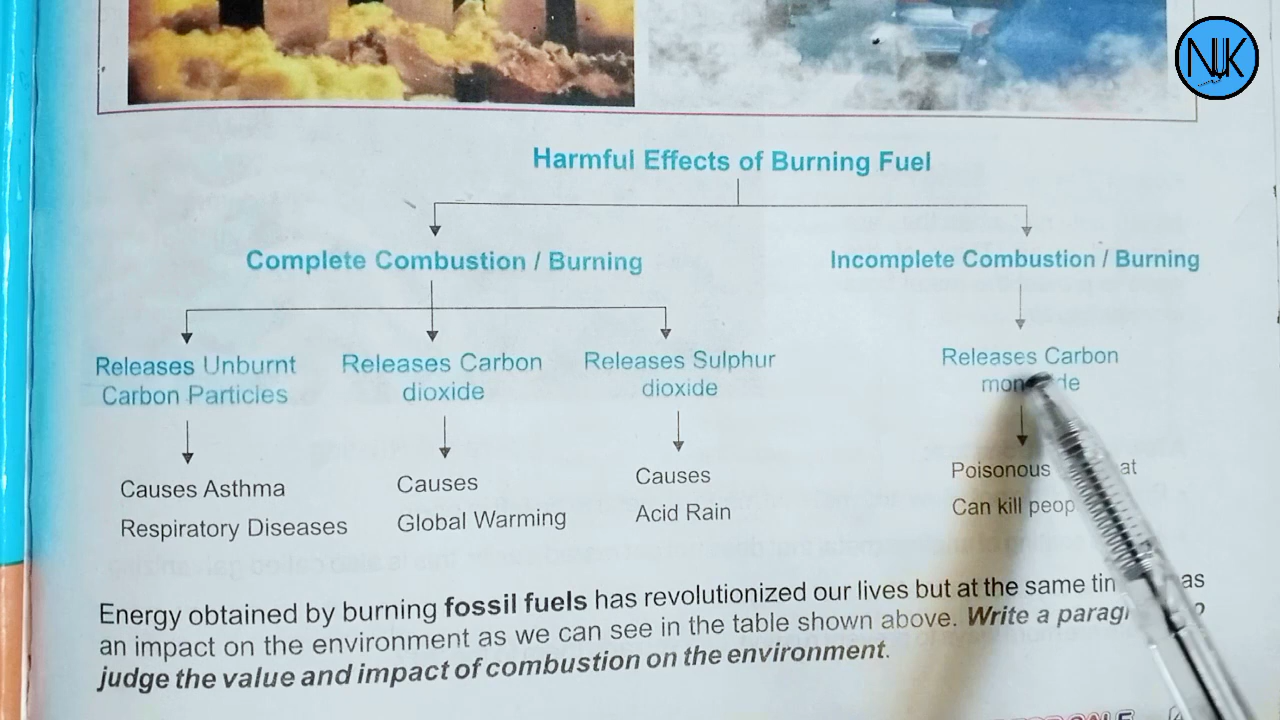 NJK
Harmful Effects of Burning Fuel
Complete Combustion / Burning
Incomplete Combustion / Burning
Releases Unburnt
Carbon Particles
Releases Carbon
dioxide
Releases Sulphur
dioxide
Releases Carbon
Causes Asthma
Respiratory Diseases
Causes
Global Warming
Causes
Acid Rain
Poisonous at
Can kill
Energy obtained by burning fossil fuels has revolutionized our lives but at the same as
an impact on the environment as we can see in the table shown above. Write a
judge the value and impact of combustion on the environment.